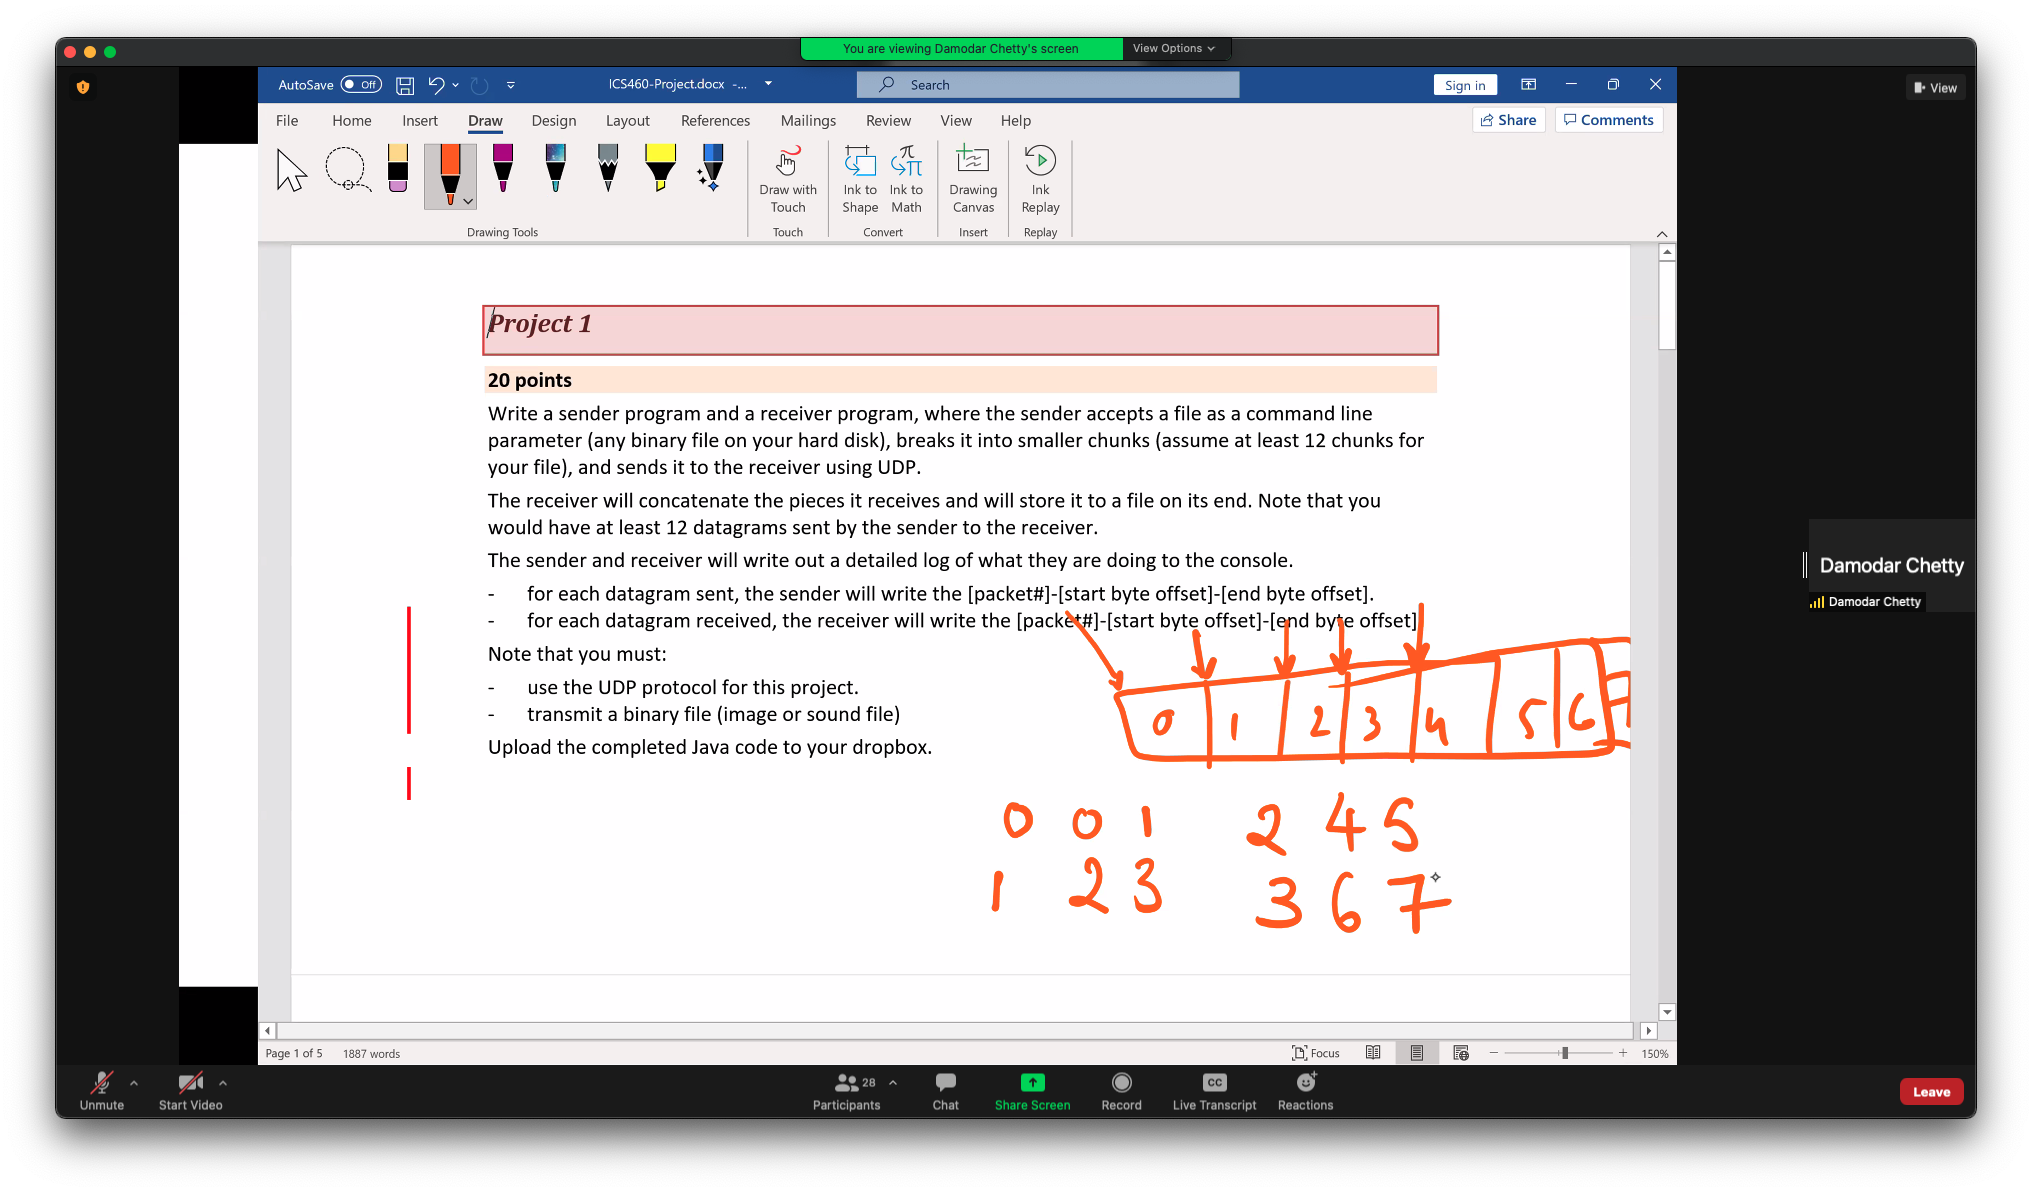 You are viewing Damodar Chetty's screen
View Options
View
AutoSave Off
ICS460-Project.docx -...
Search
Sign in
File Home Insert Draw Design Layout References Mailings Review View Help
Share Comments
Draw with Touch
Ink to Shape
Ink to Math
Drawing Canvas
Ink Replay
Drawing Tools Touch Convert Insert Replay
Project 1
20 points
Write a sender program and a receiver program, where the sender accepts a file as a command line
parameter (any binary file on your hard disk), breaks it into smaller chunks (assume at least 12 chunks for
your file), and sends it to the receiver using UDP.
The receiver will concatenate the pieces it receives and will store it to a file on its end. Note that you
would have at least 12 datagrams sent by the sender to the receiver.
The sender and receiver will write out a detailed log of what they are doing to the console.
- for each datagram sent, the sender will write the [packet#]-[start byte offset]-[end byte offset].
- for each datagram received, the receiver will write the [packet#]-[start byte offset]-[end byte offset]
Note that you must:
- use the UDP protocol for this project.
- transmit a binary file (image or sound file)
Upload the completed Java code to your dropbox.
0 1 2 3 4 5 6
0 0 1 2 4 5
1 2 3 3 6 7
Damodar Chetty
Damodar Chetty
Page 1 of 5 1887 words
Focus
150%
Unmute
Start Video
28
Participants
Chat
Share Screen
Record
CC
Live Transcript
Reactions
Leave